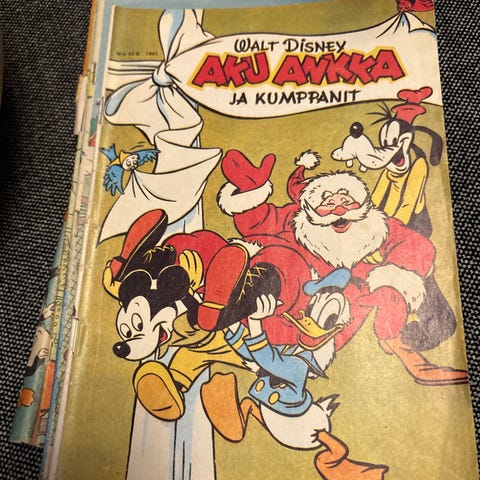 WALT DISNEY
AKU ANKKA
JA KUMPPANIT